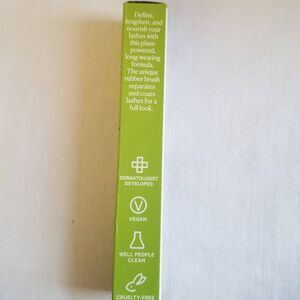 Define,
lengthen, and
nourish your
lashes with
this plant-
powered,
long-wearing
formula.
The unique
rubber brush
separates
and coats
lashes for a
full look.
DERMATOLOGIST
DEVELOPED
V
VEGAN
WELL PEOPLE
CLEAN
CRUELTY-FREE